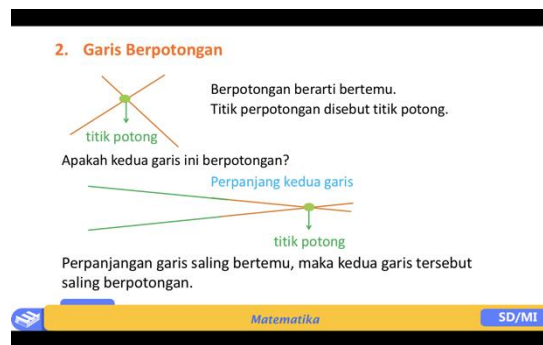 2. Garis Berpotongan
Berpotongan berarti bertemu.
Titik perpotongan disebut titik potong.
titik potong
Apakah kedua garis ini berpotongan?
Perpanjang kedua garis
titik potong
Perpanjangan garis saling bertemu, maka kedua garis tersebut
saling berpotongan.
Matematika
SD/MI